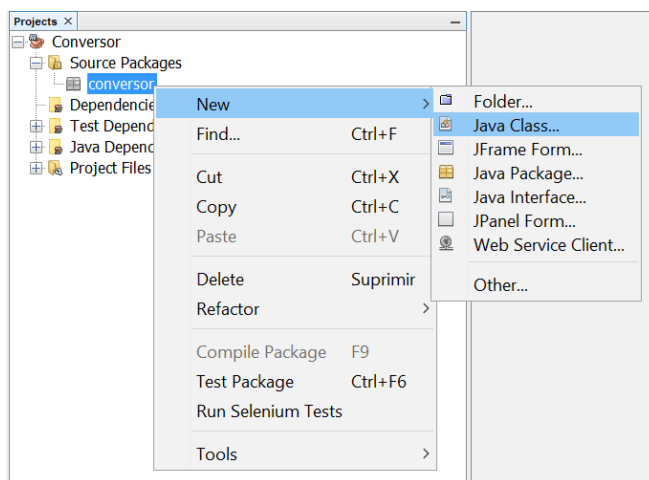 Projects ×
Conversor
Source Packages
conversor
Dependencie
Test Depend
Java Depend
Project Files
New
Find... Ctrl+F
Cut Ctrl+X
Copy Ctrl+C
Paste Ctrl+V
Delete Suprimir
Refactor
Compile Package F9
Test Package Ctrl+F6
Run Selenium Tests
Tools
Folder...
Java Class...
JFrame Form...
Java Package...
Java Interface...
JPanel Form...
Web Service Client...
Other...